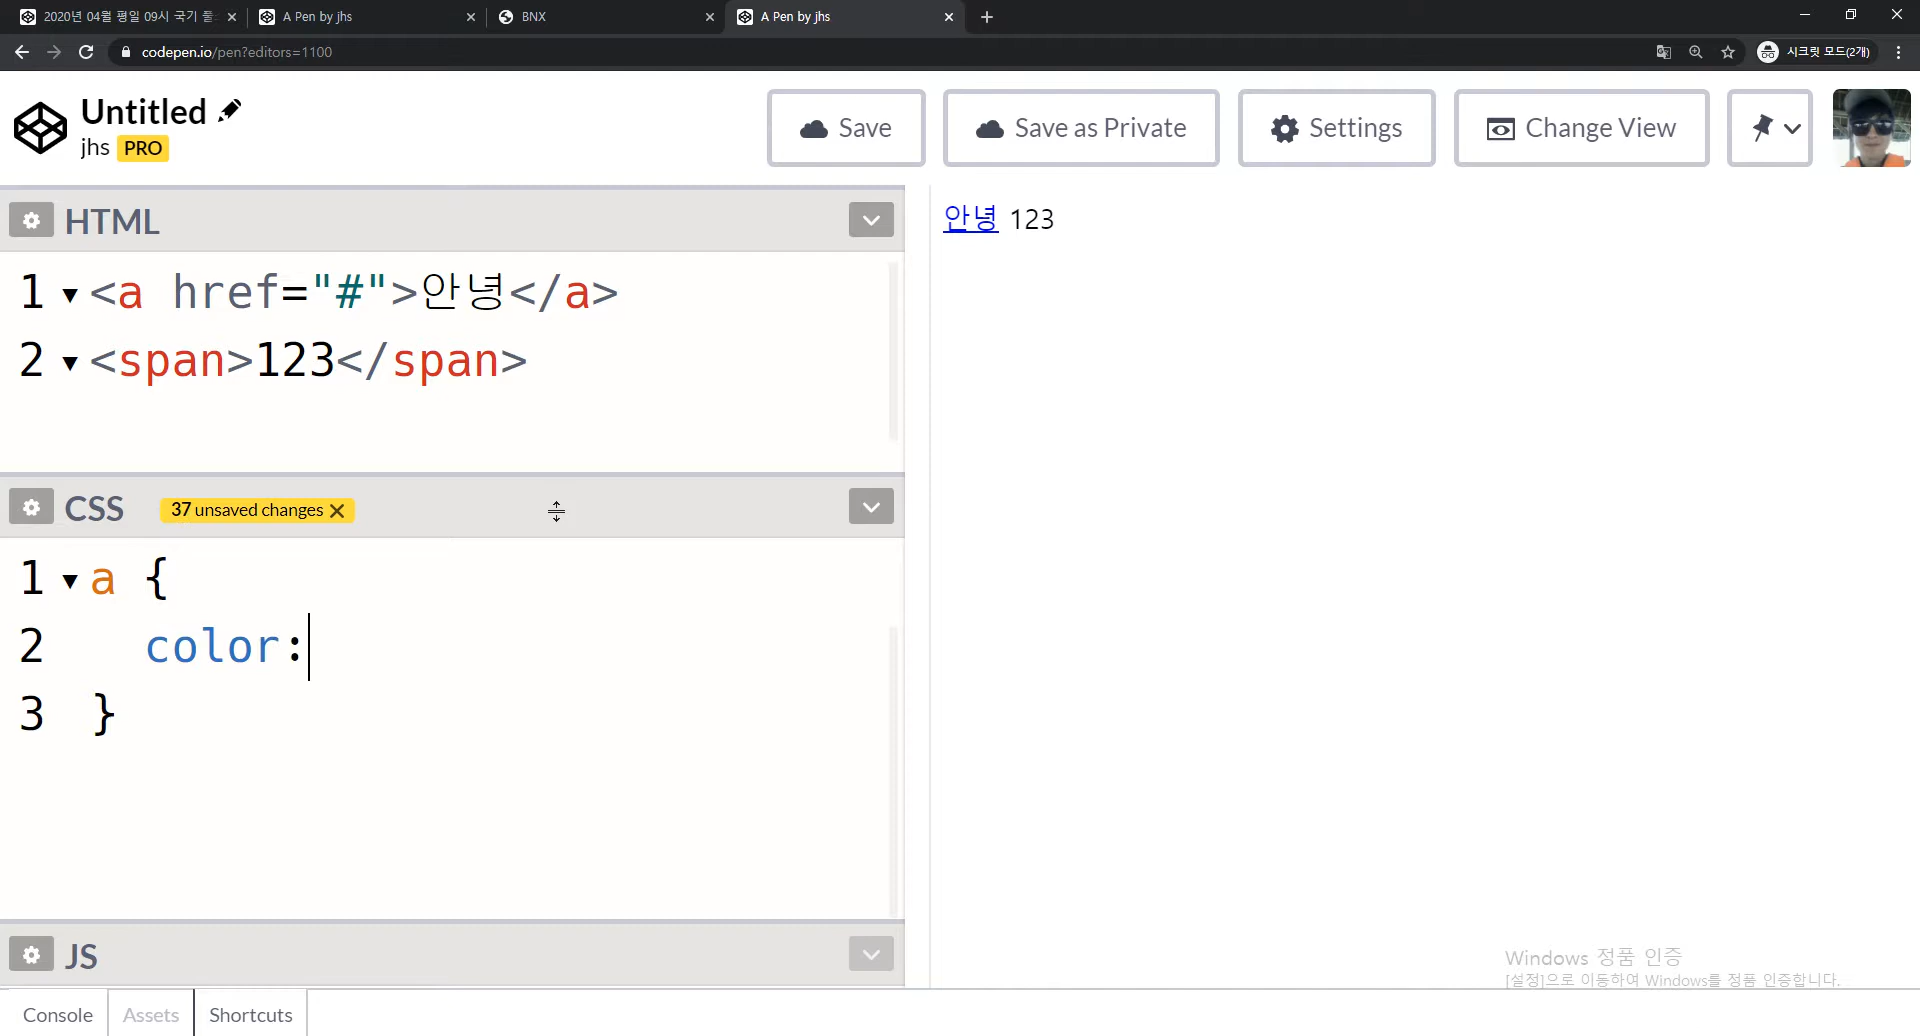 2020년 04월 평일 09시 국기 훌
A Pen by jhs
BNX
A Pen by jhs
codepen.io/pen?editors=1100
시크릿 모드(2개)
Untitled
jhs PRO
Save
Save as Private
Settings
Change View
HTML
1 <a href="#">안녕</a>
2 <span>123</span>
CSS 37 unsaved changes
1 a {
2 color:
3 }
JS
Console
Assets
Shortcuts
안녕 123
Windows 정품 인증
[설정]으로 이동하여 Windows를 정품 인증합니다.